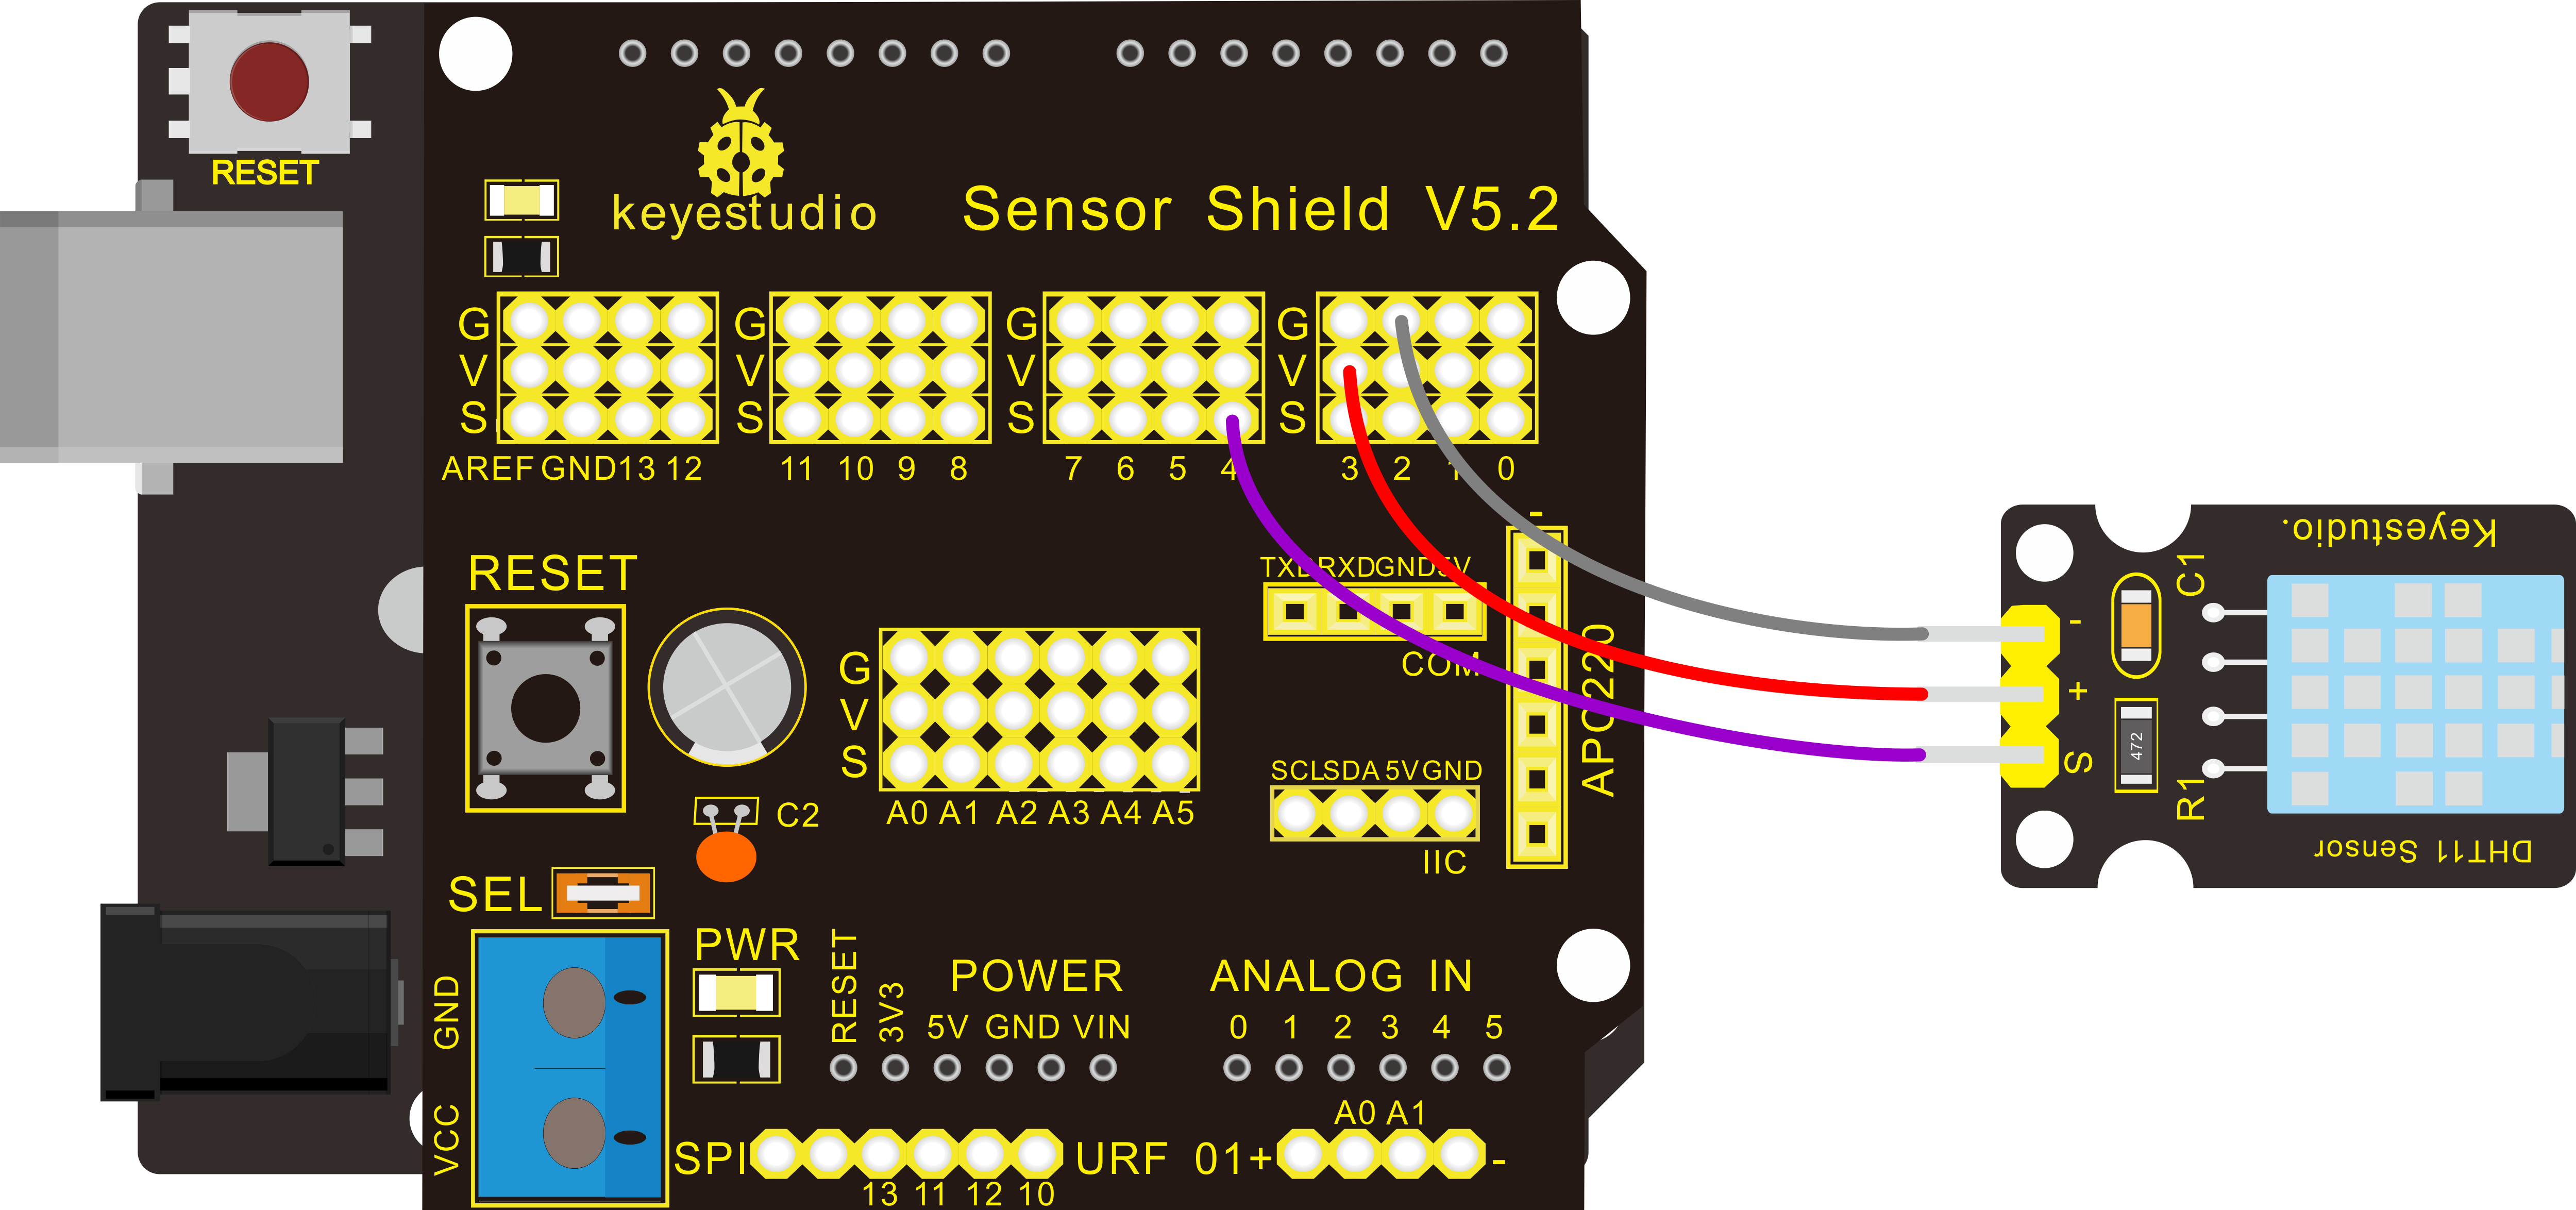 RESET
keyestudio
Sensor Shield V5.2
G
V
S
AREF GND 13 12
G
V
S
11 10 9 8
G
V
S
7 6 5 4
G
V
S
3 2 1 0
RESET
C2
G
V
S
A0 A1 A2 A3 A4 A5
-
TXD RXD GND 5V
COM
APC220
SCL SDA 5V GND
IIC
SEL
GND
VCC
PWR
RESET
3V3
POWER
5V GND VIN
ANALOG IN
0 1 2 3 4 5
SPI
13 11 12 10
URF 01+
A0 A1
-
Keyestudio.
C1
-
+
S
472
R1
DHT11 Sensor